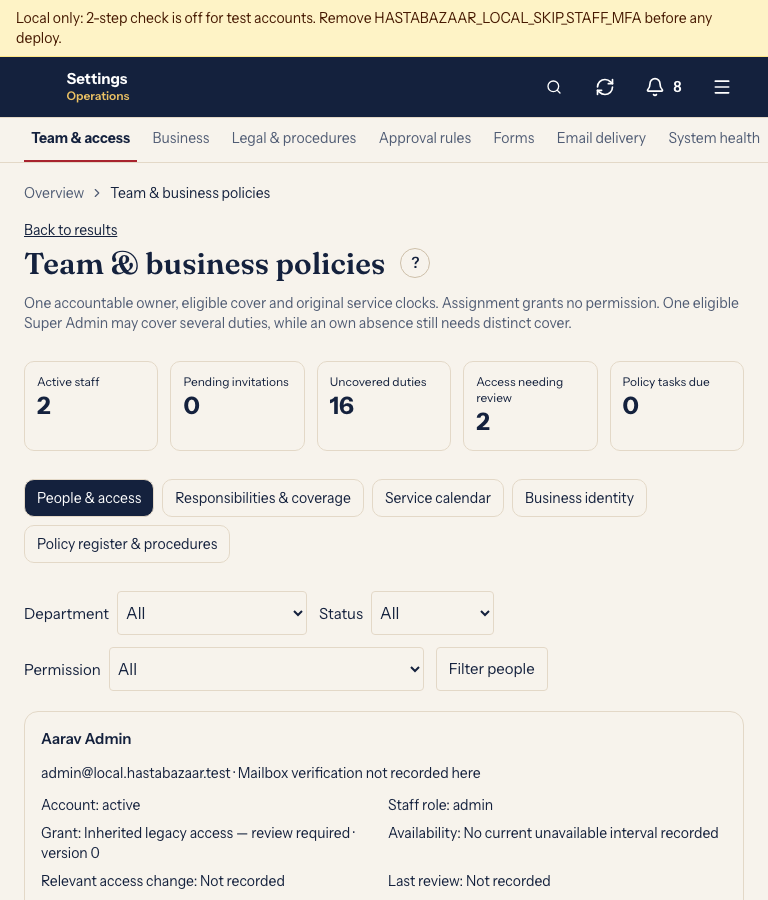 Local only: 2-step check is off for test accounts. Remove HASTABAZAAR_LOCAL_SKIP_STAFF_MFA before any
deploy.
Settings
Operations
8
Team & access
Business
Legal & procedures
Approval rules
Forms
Email delivery
System health
Overview > Team & business policies
Back to results
Team & business policies
?
One accountable owner, eligible cover and original service clocks. Assignment grants no permission. One eligible
Super Admin may cover several duties, while an own absence still needs distinct cover.
Active staff
2
Pending invitations
0
Uncovered duties
16
Access needing
review
2
Policy tasks due
0
People & access
Responsibilities & coverage
Service calendar
Business identity
Policy register & procedures
Department
All
Status
All
Permission
All
Filter people
Aarav Admin
admin@local.hastabazaar.test · Mailbox verification not recorded here
Account: active
Staff role: admin
Grant: Inherited legacy access — review required ·
version 0
Availability: No current unavailable interval recorded
Relevant access change: Not recorded
Last review: Not recorded